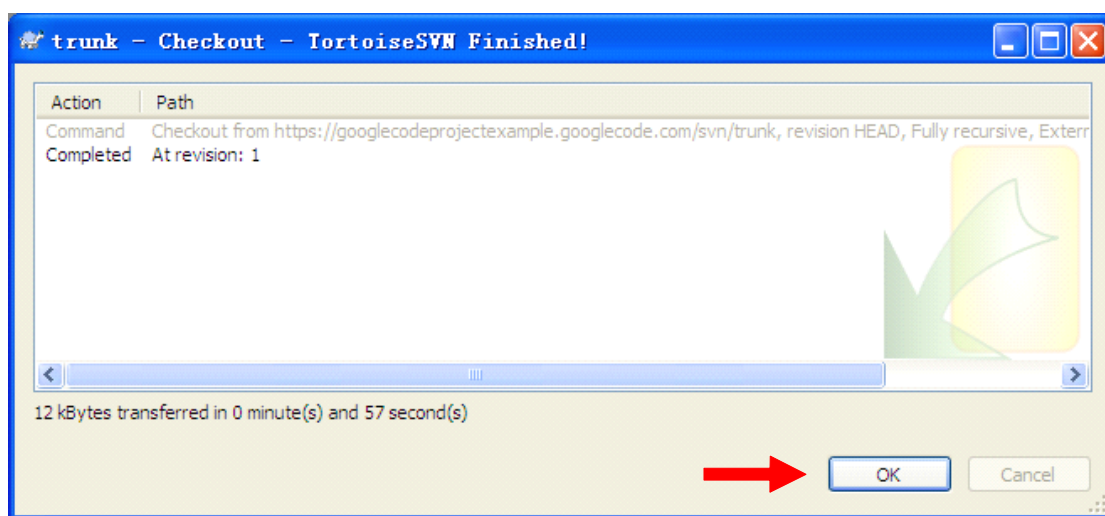 trunk - Checkout - TortoiseSVN Finished!
Action Path
Command Checkout from https://googlecodeprojectexample.googlecode.com/svn/trunk, revision HEAD, Fully recursive, Extern
Completed At revision: 1
12 kBytes transferred in 0 minute(s) and 57 second(s)
OK Cancel